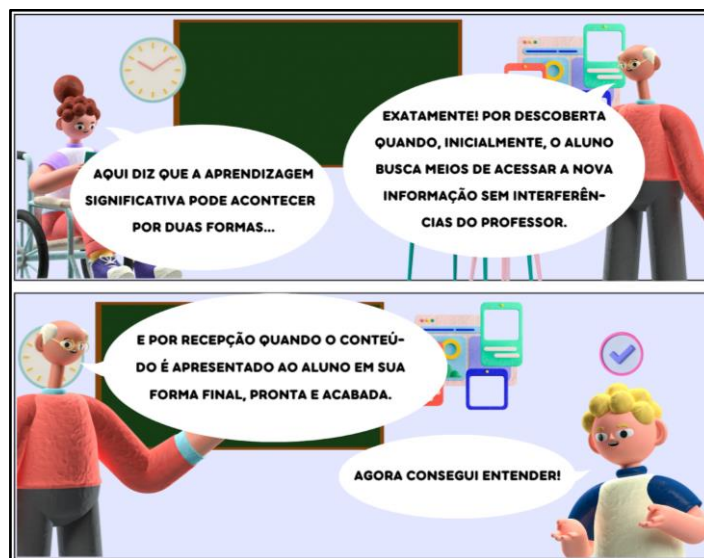 AQUI DIZ QUE A APRENDIZAGEM
SIGNIFICATIVA PODE ACONTECER
POR DUAS FORMAS...
EXATAMENTE! POR DESCOBERTA
QUANDO, INICIALMENTE, O ALUNO
BUSCA MEIOS DE ACESSAR A NOVA
INFORMAÇÃO SEM INTERFERÊN-
CIAS DO PROFESSOR.
E POR RECEPÇÃO QUANDO O CONTEÚ-
DO É APRESENTADO AO ALUNO EM SUA
FORMA FINAL, PRONTA E ACABADA.
AGORA CONSEGUI ENTENDER!